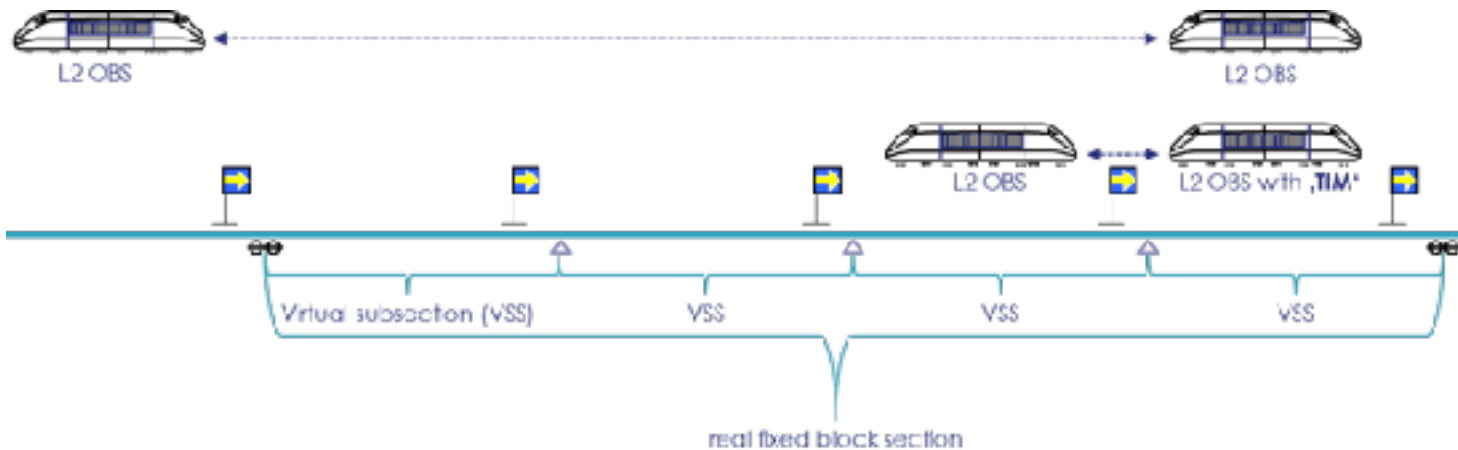 L2 OBS
L2 OBS
L2 OBS
L2 OBS with „TIM“
Virtual subsection (VSS)
VSS
VSS
VSS
real fixed block section